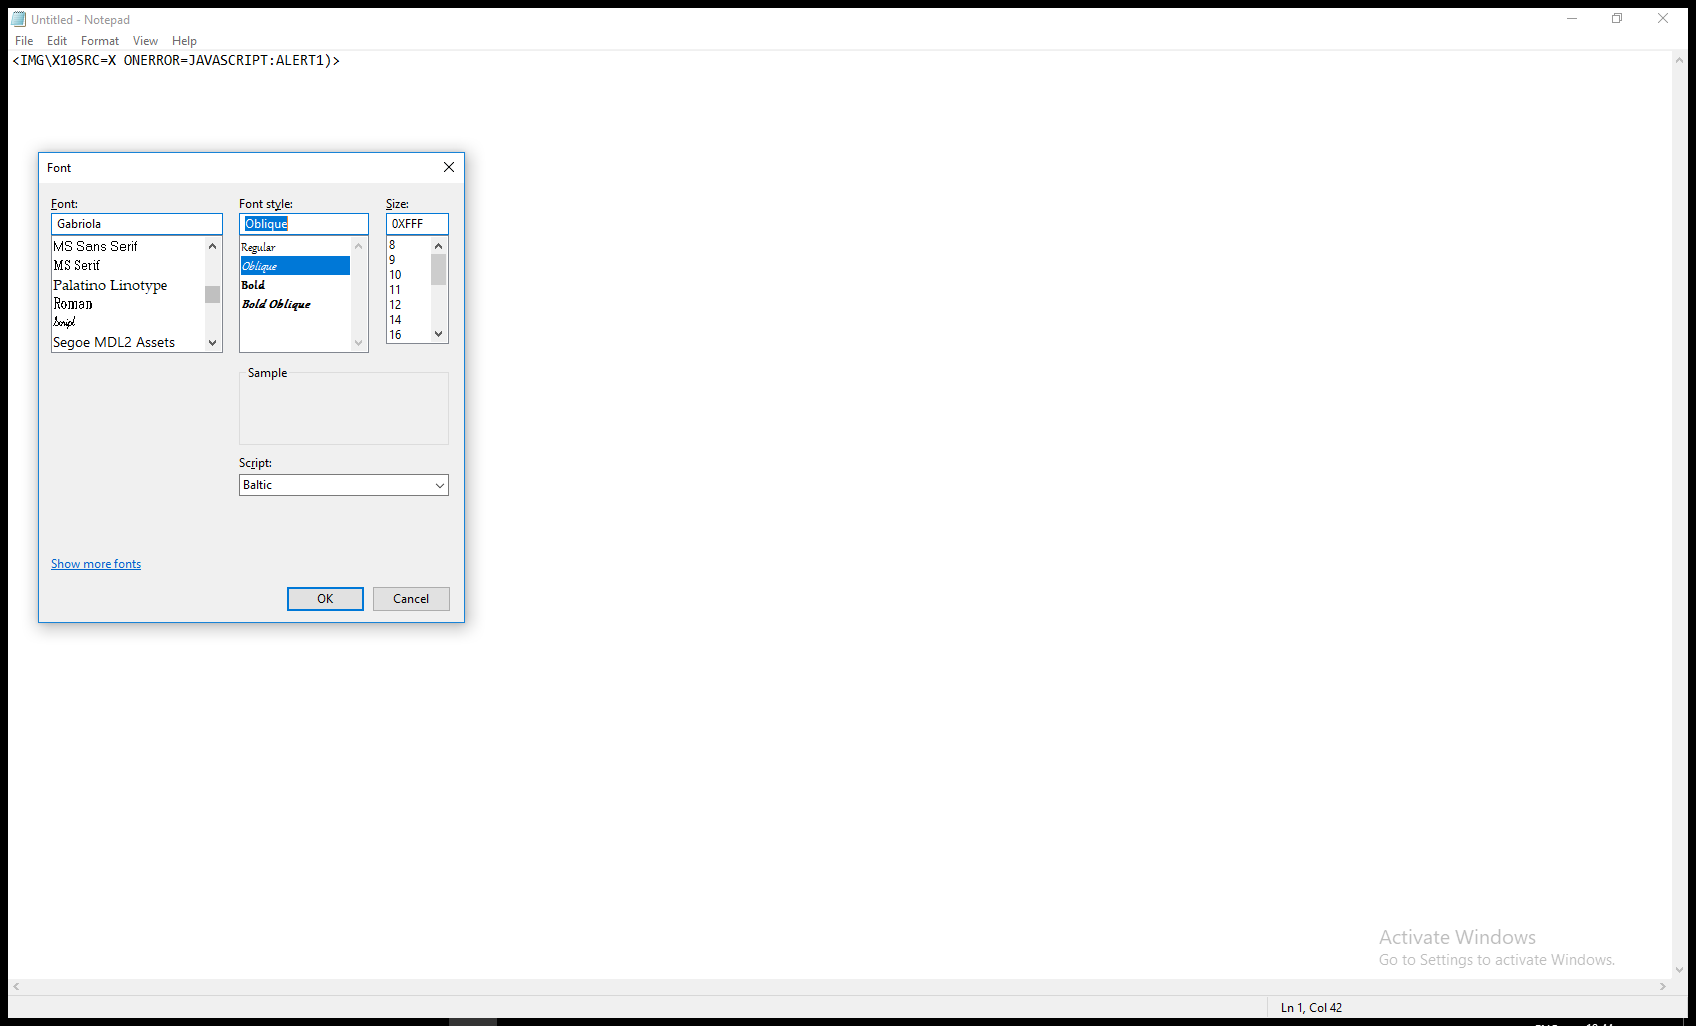 Untitled - Notepad
File Edit Format View Help
<IMG\X10SRC=X ONERROR=JAVASCRIPT:ALERT1)>
Font
Font: Font style: Size:
Gabriola Oblique 0XFFF
MS Sans Serif
MS Serif
Palatino Linotype
Roman
Script
Segoe MDL2 Assets
Regular
Oblique
Bold
Bold Oblique
8
9
10
11
12
14
16
Sample
Script:
Baltic
Show more fonts
OK Cancel
Activate Windows
Go to Settings to activate Windows.
Ln 1, Col 42